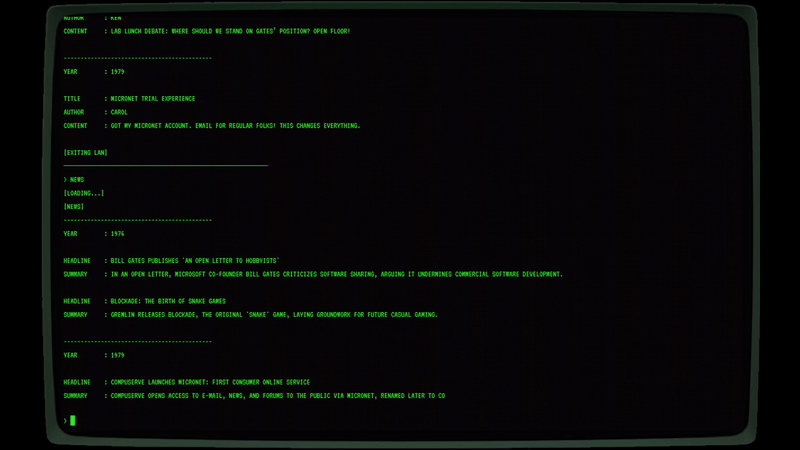 AUTHOR : KEN
CONTENT : LAB LUNCH DEBATE: WHERE SHOULD WE STAND ON GATES' POSITION? OPEN FLOOR!
--------------------------------------------
YEAR : 1979
TITLE : MICRONET TRIAL EXPERIENCE
AUTHOR : CAROL
CONTENT : GOT MY MICRONET ACCOUNT. EMAIL FOR REGULAR FOLKS! THIS CHANGES EVERYTHING.
[EXITING LAN]
> NEWS
[LOADING...]
[NEWS]
--------------------------------------------
YEAR : 1976
HEADLINE : BILL GATES PUBLISHES 'AN OPEN LETTER TO HOBBYISTS'
SUMMARY : IN AN OPEN LETTER, MICROSOFT CO-FOUNDER BILL GATES CRITICIZES SOFTWARE SHARING, ARGUING IT UNDERMINES COMMERCIAL SOFTWARE DEVELOPMENT.
HEADLINE : BLOCKADE: THE BIRTH OF SNAKE GAMES
SUMMARY : GREMLIN RELEASES BLOCKADE, THE ORIGINAL 'SNAKE' GAME, LAYING GROUNDWORK FOR FUTURE CASUAL GAMING.
--------------------------------------------
YEAR : 1979
HEADLINE : COMPUSERVE LAUNCHES MICRONET: FIRST CONSUMER ONLINE SERVICE
SUMMARY : COMPUSERVE OPENS ACCESS TO E-MAIL, NEWS, AND FORUMS TO THE PUBLIC VIA MICRONET, RENAMED LATER TO CO
>